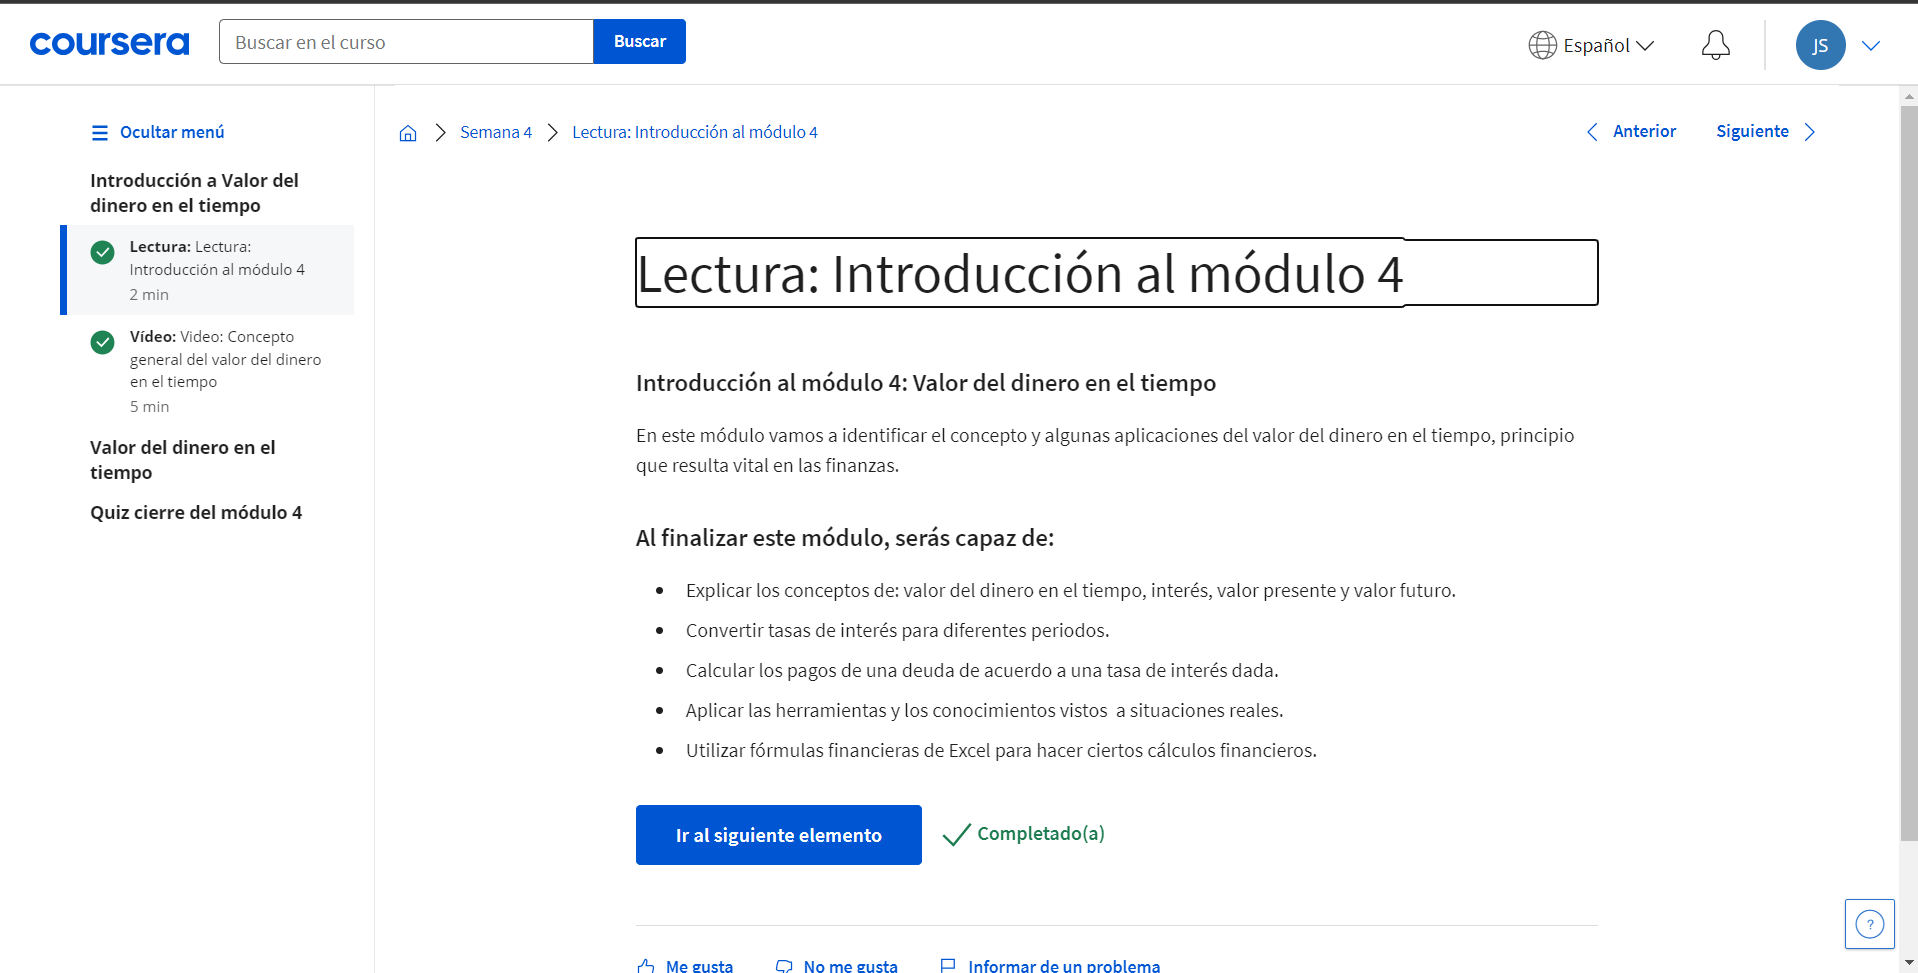 coursera
Buscar en el curso
Buscar
Español
JS
Ocultar menú
Introducción a Valor del
dinero en el tiempo
Lectura: Lectura:
Introducción al módulo 4
2 min
Vídeo: Video: Concepto
general del valor del dinero
en el tiempo
5 min
Valor del dinero en el
tiempo
Quiz cierre del módulo 4
Semana 4
Lectura: Introducción al módulo 4
Anterior
Siguiente
Lectura: Introducción al módulo 4
Introducción al módulo 4: Valor del dinero en el tiempo
En este módulo vamos a identificar el concepto y algunas aplicaciones del valor del dinero en el tiempo, principio
que resulta vital en las finanzas.
Al finalizar este módulo, serás capaz de:
• Explicar los conceptos de: valor del dinero en el tiempo, interés, valor presente y valor futuro.
• Convertir tasas de interés para diferentes periodos.
• Calcular los pagos de una deuda de acuerdo a una tasa de interés dada.
• Aplicar las herramientas y los conocimientos vistos  a situaciones reales.
• Utilizar fórmulas financieras de Excel para hacer ciertos cálculos financieros.
Ir al siguiente elemento
Completado(a)
Me gusta
No me gusta
Informar de un problema
?